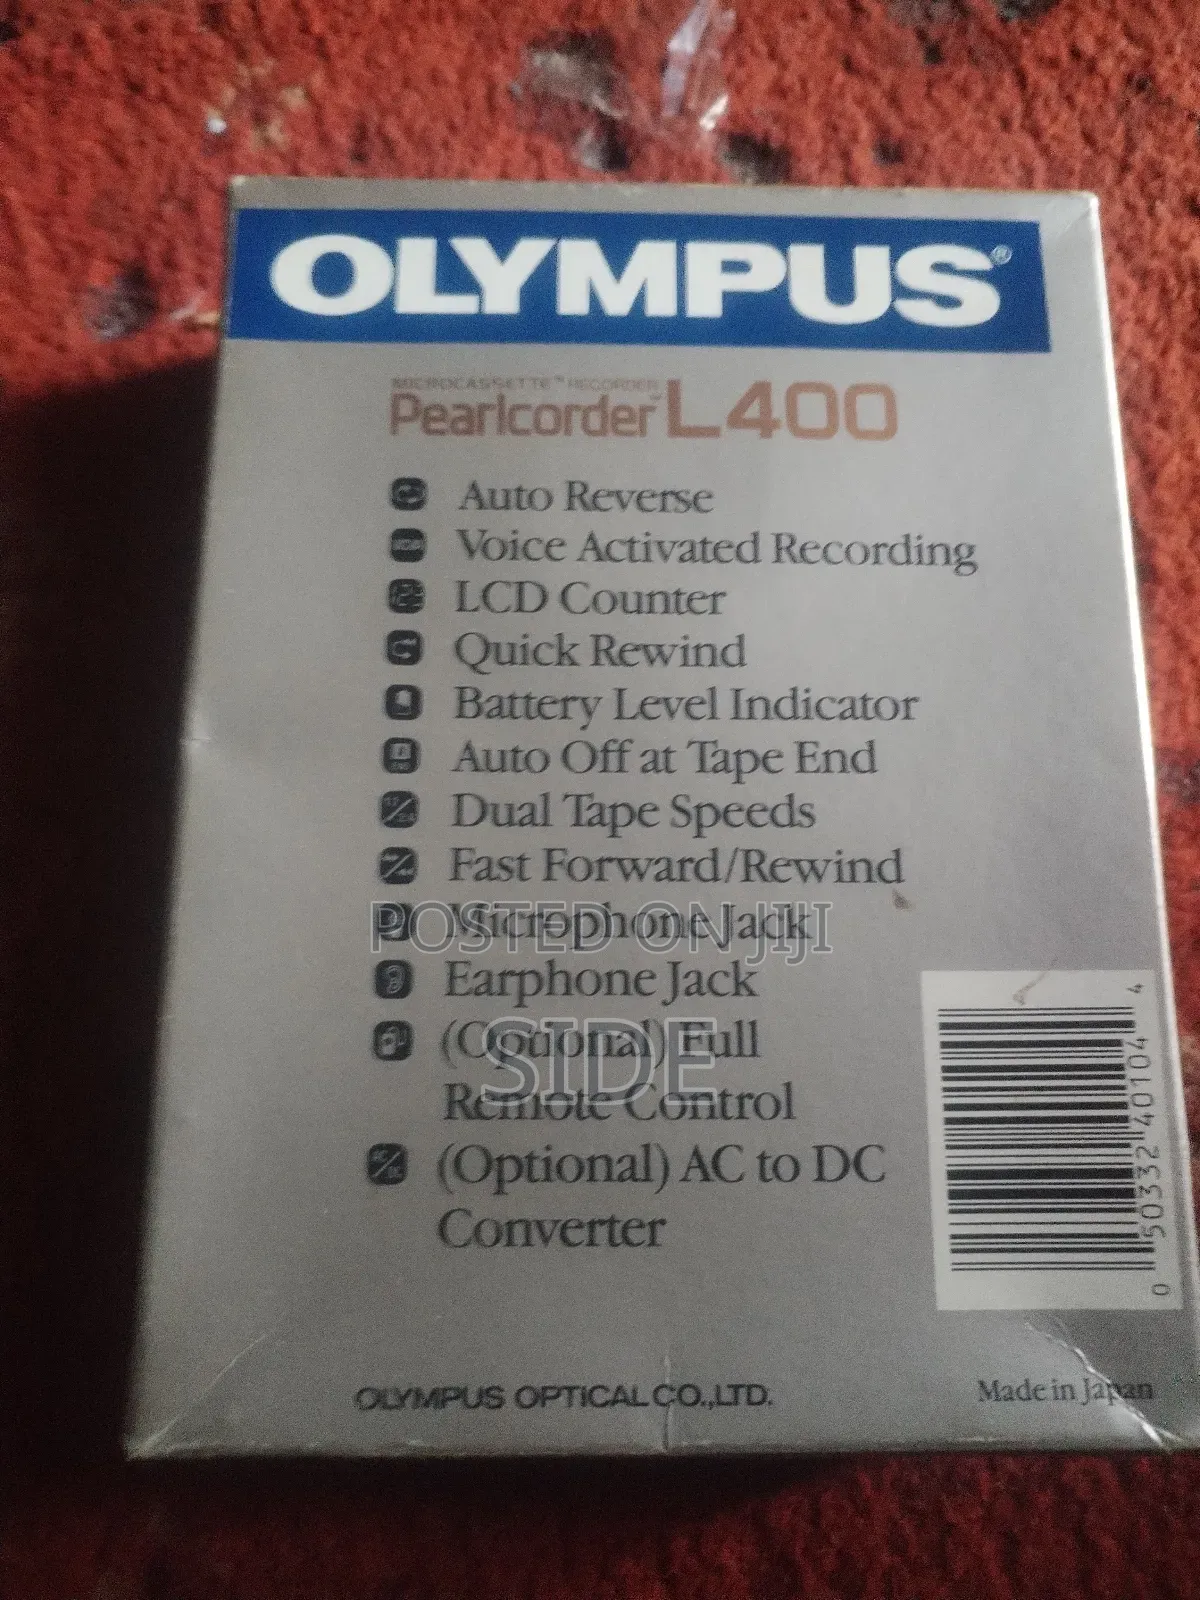 OLYMPUS®
MICROCASSETTE™ RECORDER
Pearlcorder™ L400
Auto Reverse
Voice Activated Recording
LCD Counter
Quick Rewind
Battery Level Indicator
Auto Off at Tape End
Dual Tape Speeds
Fast Forward/Rewind
Microphone Jack
POSTED ON JIJI
Earphone Jack
(Optional) Full
SIDE
Remote Control
(Optional) AC to DC
Converter
0 50332 40104 4
OLYMPUS OPTICAL CO.,LTD.
Made in Japan